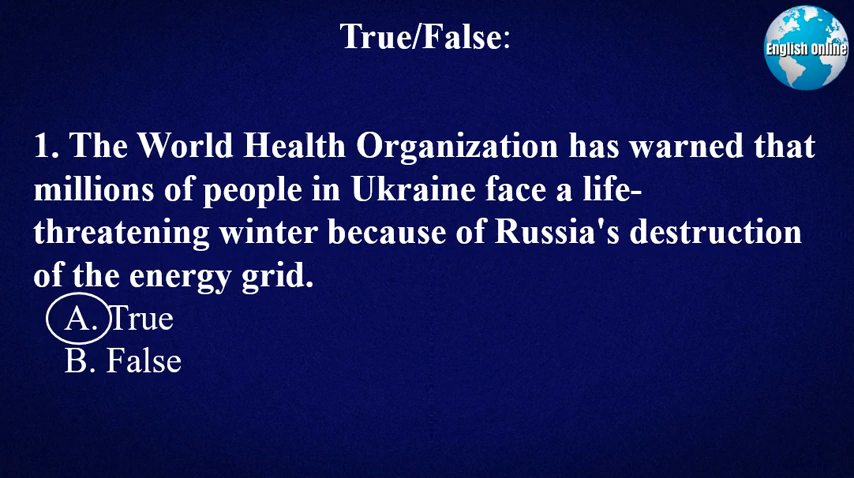 True/False:
English Online
1. The World Health Organization has warned that
millions of people in Ukraine face a life-
threatening winter because of Russia's destruction
of the energy grid.
A. True
B. False